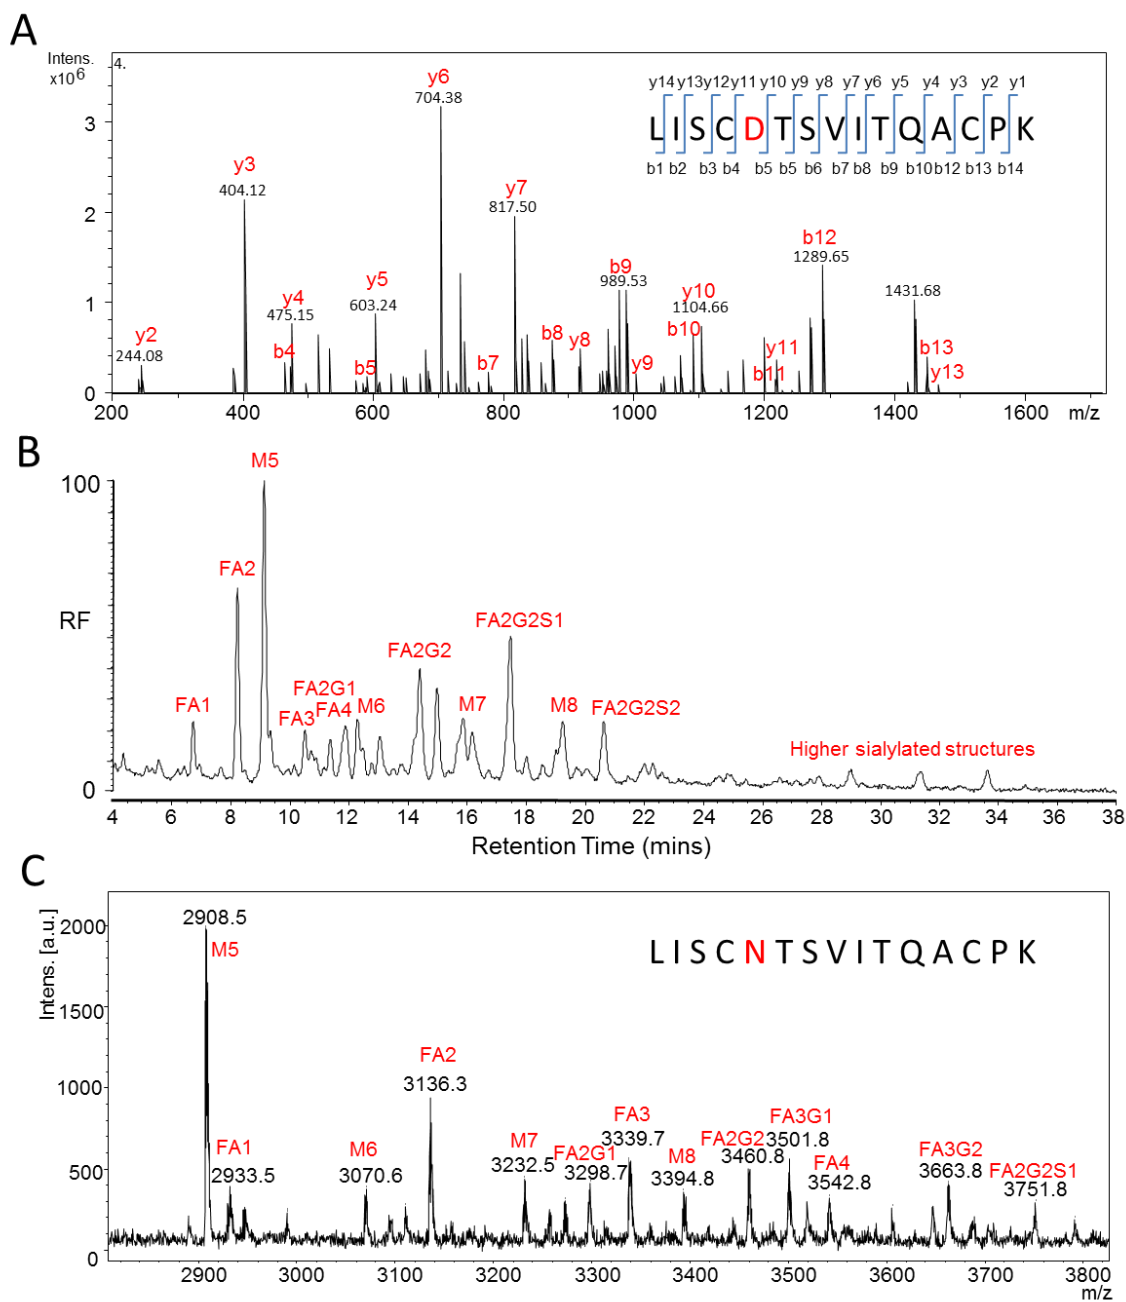 A
Intens.
x10⁶
4.
y6
704.38
y14 y13 y12 y11 y10 y9 y8 y7 y6 y5 y4 y3 y2 y1
L I S C D T S V I T Q A C P K
b1 b2 b3 b4 b5 b5 b6 b7 b8 b9 b10 b12 b13 b14
3
y3
404.12
y7
817.50
2
b12
1289.65
b9
989.53
y5
603.24
y4
475.15
y10
1104.66
1431.68
1
y2
244.08
b4
b5
b7
b8
y8
y9
b10
y11
b11
b13
y13
0
200 400 600 800 1000 1200 1400 1600 m/z
B
M5
100
FA2
RF
FA2G2S1
FA2G2
FA2G1
FA1
FA3
FA4
M6
M7
M8
FA2G2S2
Higher sialylated structures
0
4 6 8 10 12 14 16 18 20 22 24 26 28 30 32 34 36 38
Retention Time (mins)
C
Intens. [a.u.]
2908.5
M5
2000
L I S C N T S V I T Q A C P K
1500
FA2
3136.3
1000
FA3
3339.7
FA3G1
3501.8
M7
3232.5
FA2G1
3298.7
FA2G2
3460.8
FA1
2933.5
M6
3070.6
M8
3394.8
FA4
3542.8
FA3G2
3663.8
FA2G2S1
3751.8
500
0
2900 3000 3100 3200 3300 3400 3500 3600 3700 3800
m/z